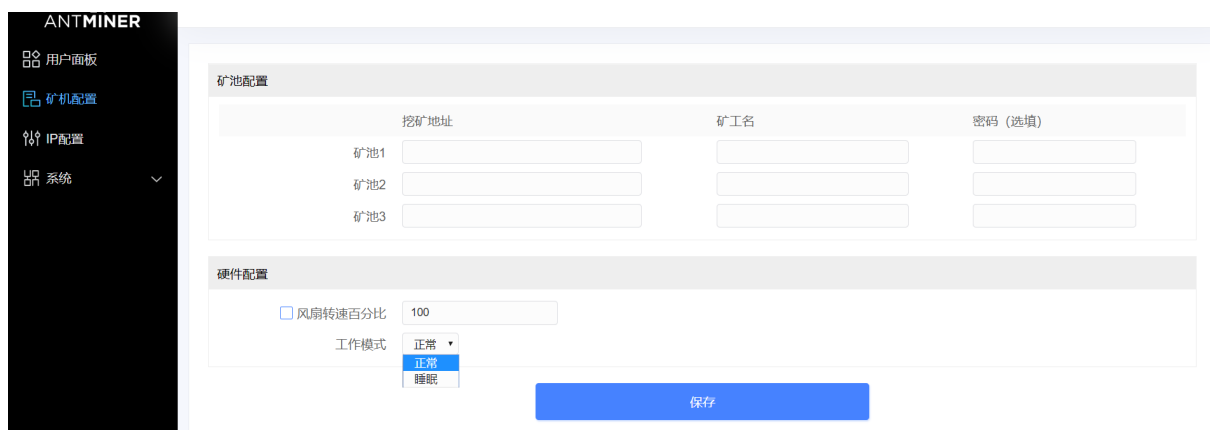 ANTMINER
用户面板
矿机配置
IP配置
系统
矿池配置
挖矿地址 矿工名 密码 (选填)
矿池1
矿池2
矿池3
硬件配置
风扇转速百分比 100
工作模式 正常
正常
睡眠
保存